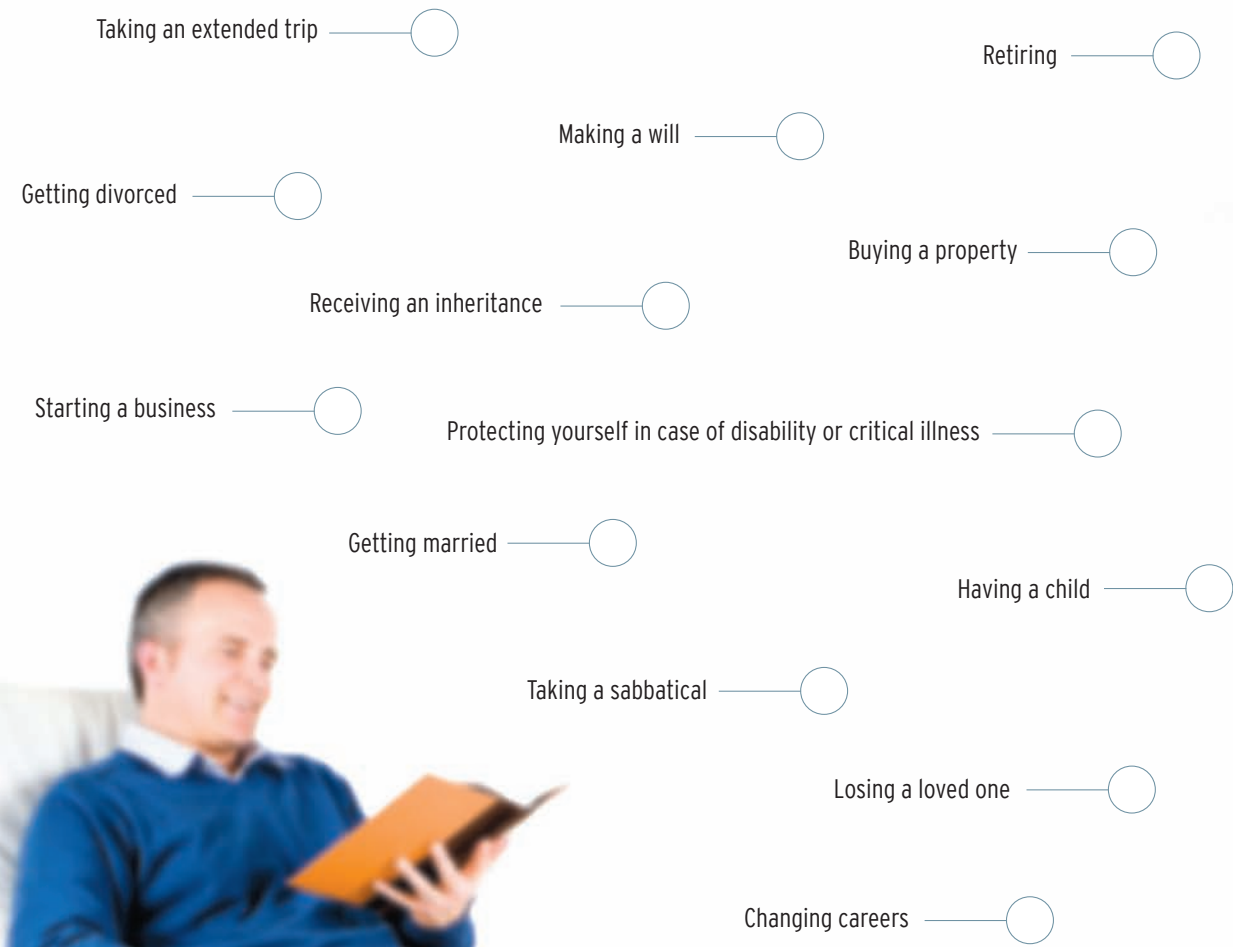 Taking an extended trip
Retiring
Making a will
Getting divorced
Buying a property
Receiving an inheritance
Starting a business
Protecting yourself in case of disability or critical illness
Getting married
Having a child
Taking a sabbatical
Losing a loved one
Changing careers